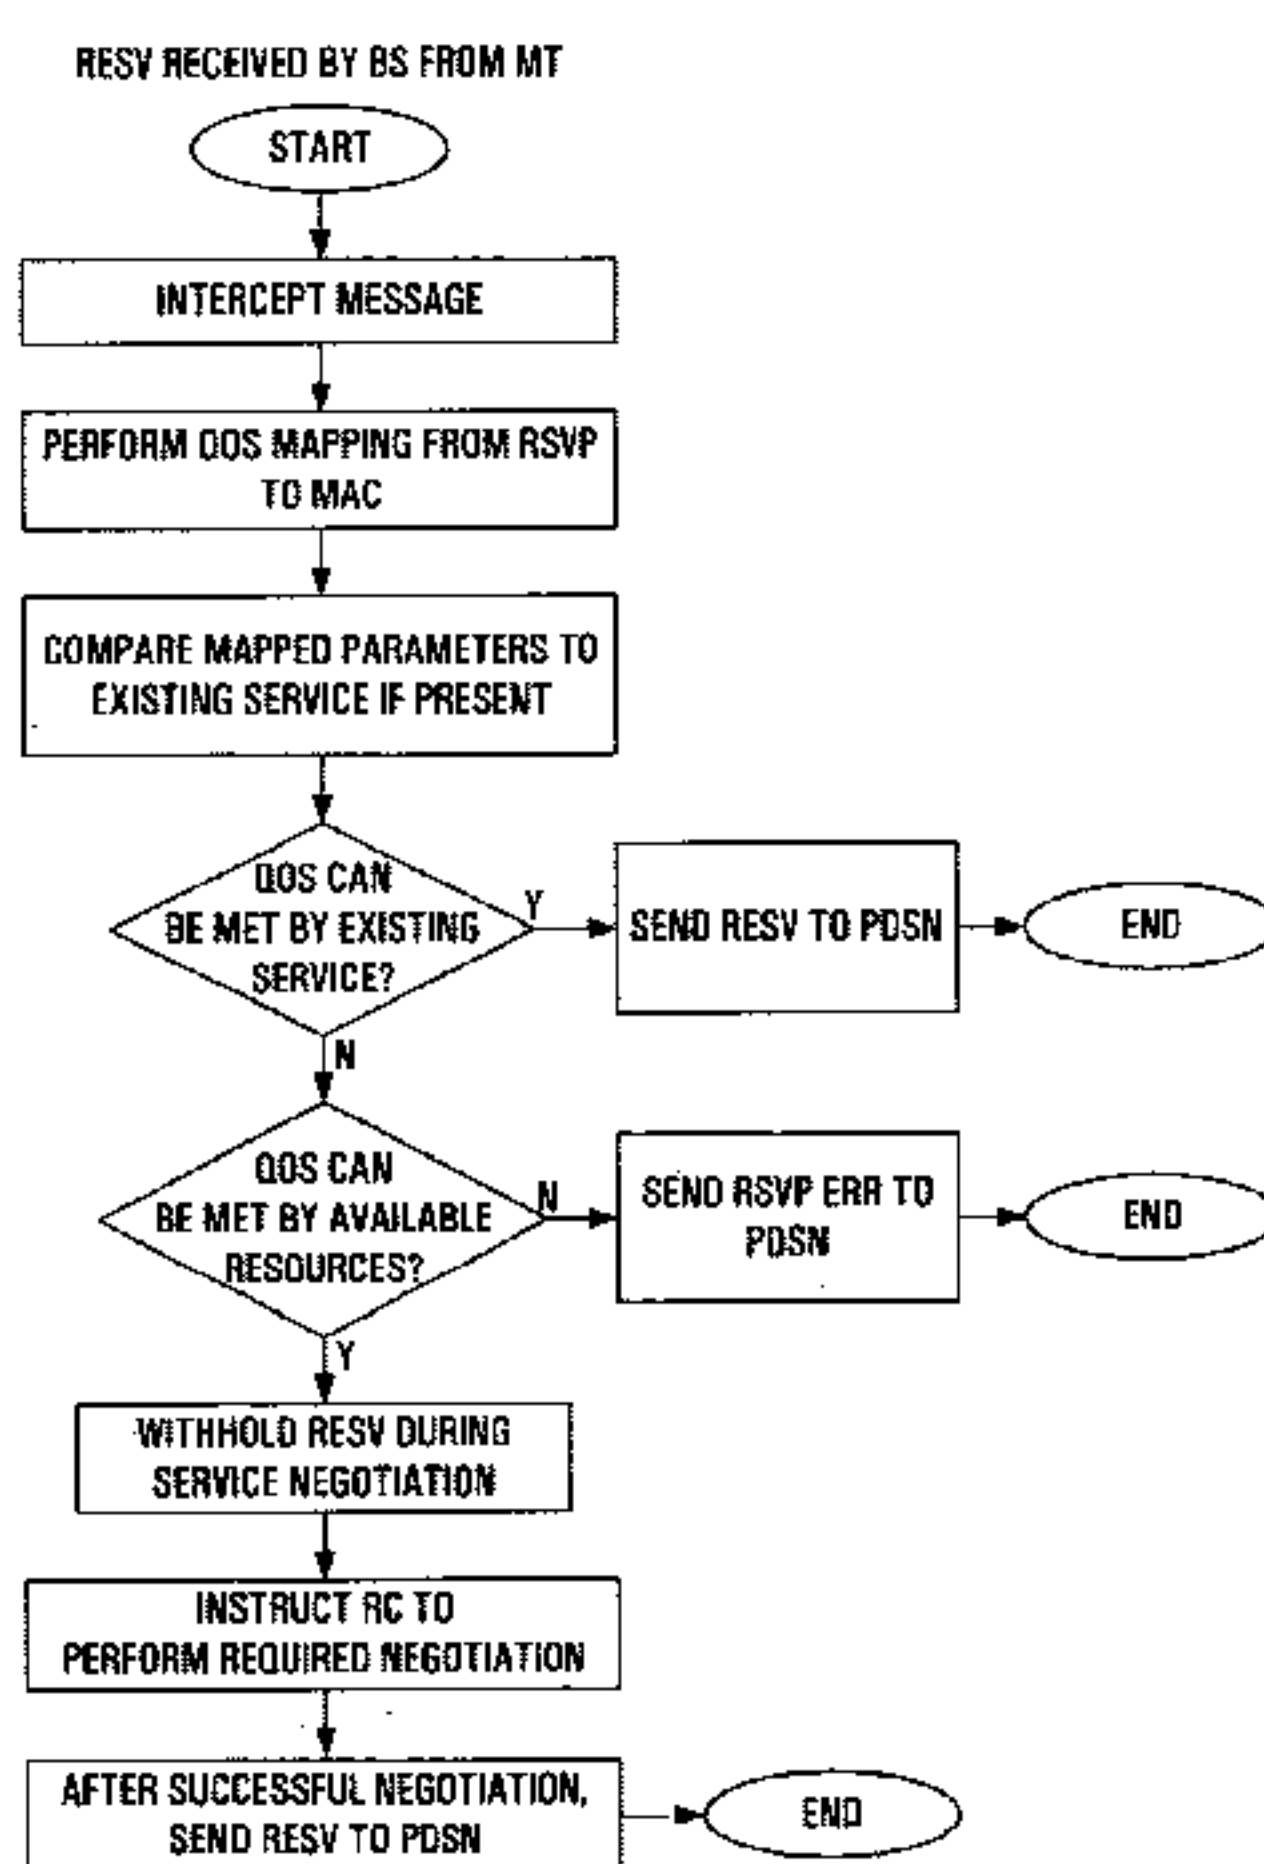 RESV RECEIVED BY BS FROM MT
START
INTERCEPT MESSAGE
PERFORM QOS MAPPING FROM RSVP
TO MAC
COMPARE MAPPED PARAMETERS TO
EXISTING SERVICE IF PRESENT
QOS CAN
BE MET BY EXISTING
SERVICE?
Y
SEND RESV TO PDSN
END
N
QOS CAN
BE MET BY AVAILABLE
RESOURCES?
N
SEND RSVP ERR TO
PDSN
END
Y
WITHHOLD RESV DURING
SERVICE NEGOTIATION
INSTRUCT RC TO
PERFORM REQUIRED NEGOTIATION
AFTER SUCCESSFUL NEGOTIATION,
SEND RESV TO PDSN
END